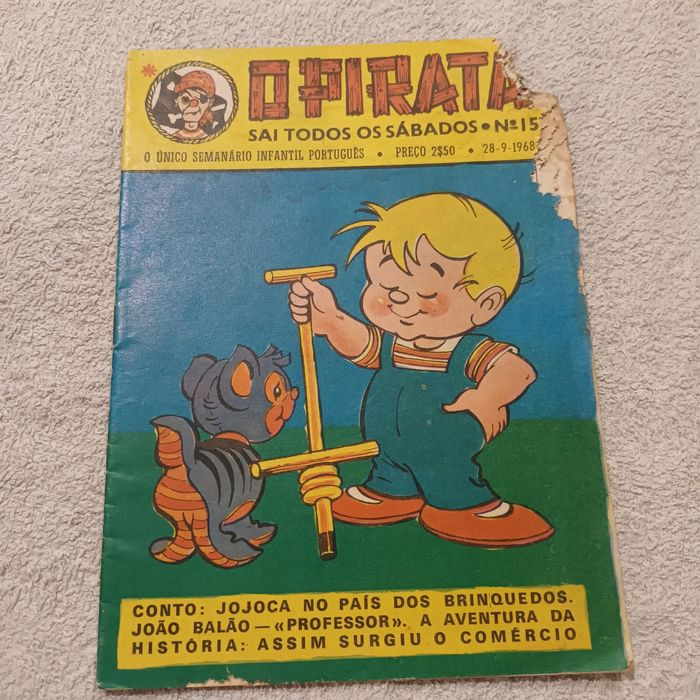 O PIRATA
SAI TODOS OS SÁBADOS • Nº 15
O ÚNICO SEMANÁRIO INFANTIL PORTUGUÊS • PREÇO 2$50 • 28-9-1968
CONTO: JOJOCA NO PAÍS DOS BRINQUEDOS.
JOÃO BALÃO — «PROFESSOR». A AVENTURA DA
HISTÓRIA: ASSIM SURGIU O COMÉRCIO